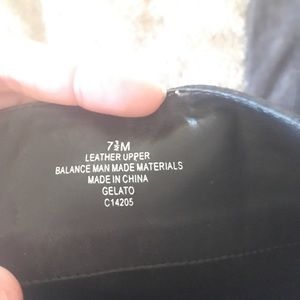 7½M
LEATHER UPPER
BALANCE MAN MADE MATERIALS
MADE IN CHINA
GELATO
C14205